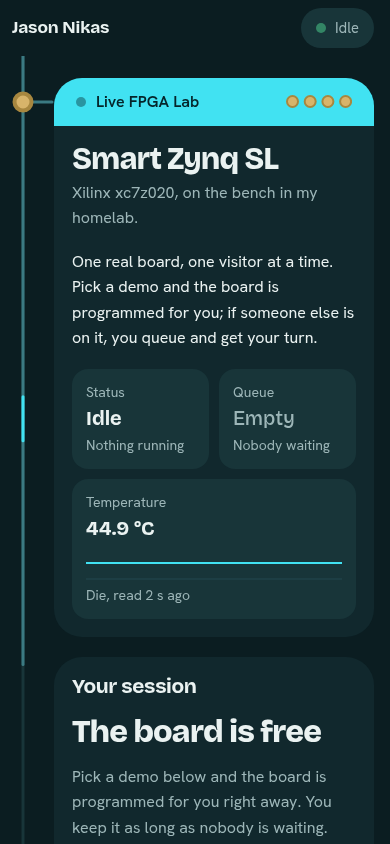 Jason Nikas
Idle
Live FPGA Lab
Smart Zynq SL
Xilinx xc7z020, on the bench in my
homelab.
One real board, one visitor at a time.
Pick a demo and the board is
programmed for you; if someone else is
on it, you queue and get your turn.
Status
Idle
Nothing running
Queue
Empty
Nobody waiting
Temperature
44.9 °C
Die, read 2 s ago
Your session
The board is free
Pick a demo below and the board is
programmed for you right away. You
keep it as long as nobody is waiting.